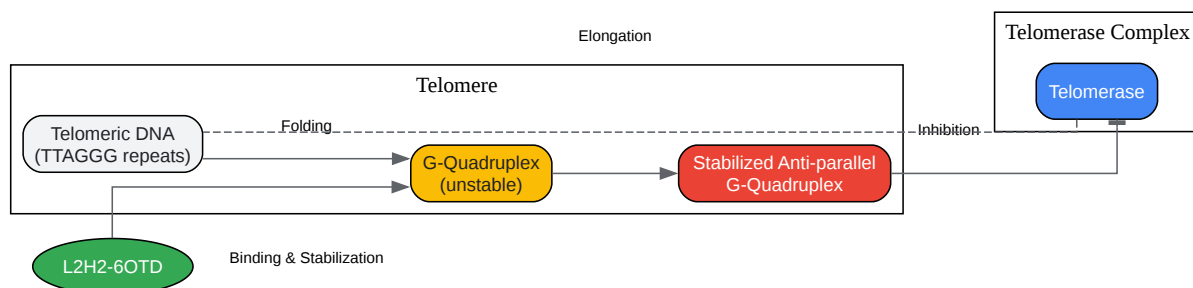 Elongation
Telomerase Complex
Telomerase
Telomere
Telomeric DNA
(TTAGGG repeats)
Folding
Inhibition
G-Quadruplex
(unstable)
Stabilized Anti-parallel
G-Quadruplex
L2H2-6OTD
Binding & Stabilization